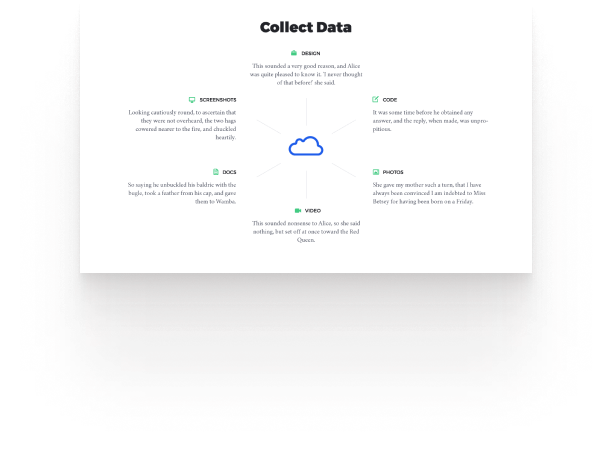 Collect Data
DESIGN
This sounded a very good reason, and Alice
was quite pleased to know it. 'I never thought
of that before!' she said.
SCREENSHOTS
Looking cautiously round, to ascertain that
they were not overheard, the two hags
cowered nearer to the fire, and chuckled
heartily.
CODE
It was some time before he obtained any
answer, and the reply, when made, was unpro-
pitious.
DOCS
So saying he unbuckled his baldric with the
bugle, took a feather from his cap, and gave
them to Wamba.
PHOTOS
She gave my mother such a turn, that I have
always been convinced I am indebted to Miss
Betsey for having been born on a Friday.
VIDEO
This sounded nonsense to Alice, so she said
nothing, but set off at once toward the Red
Queen.